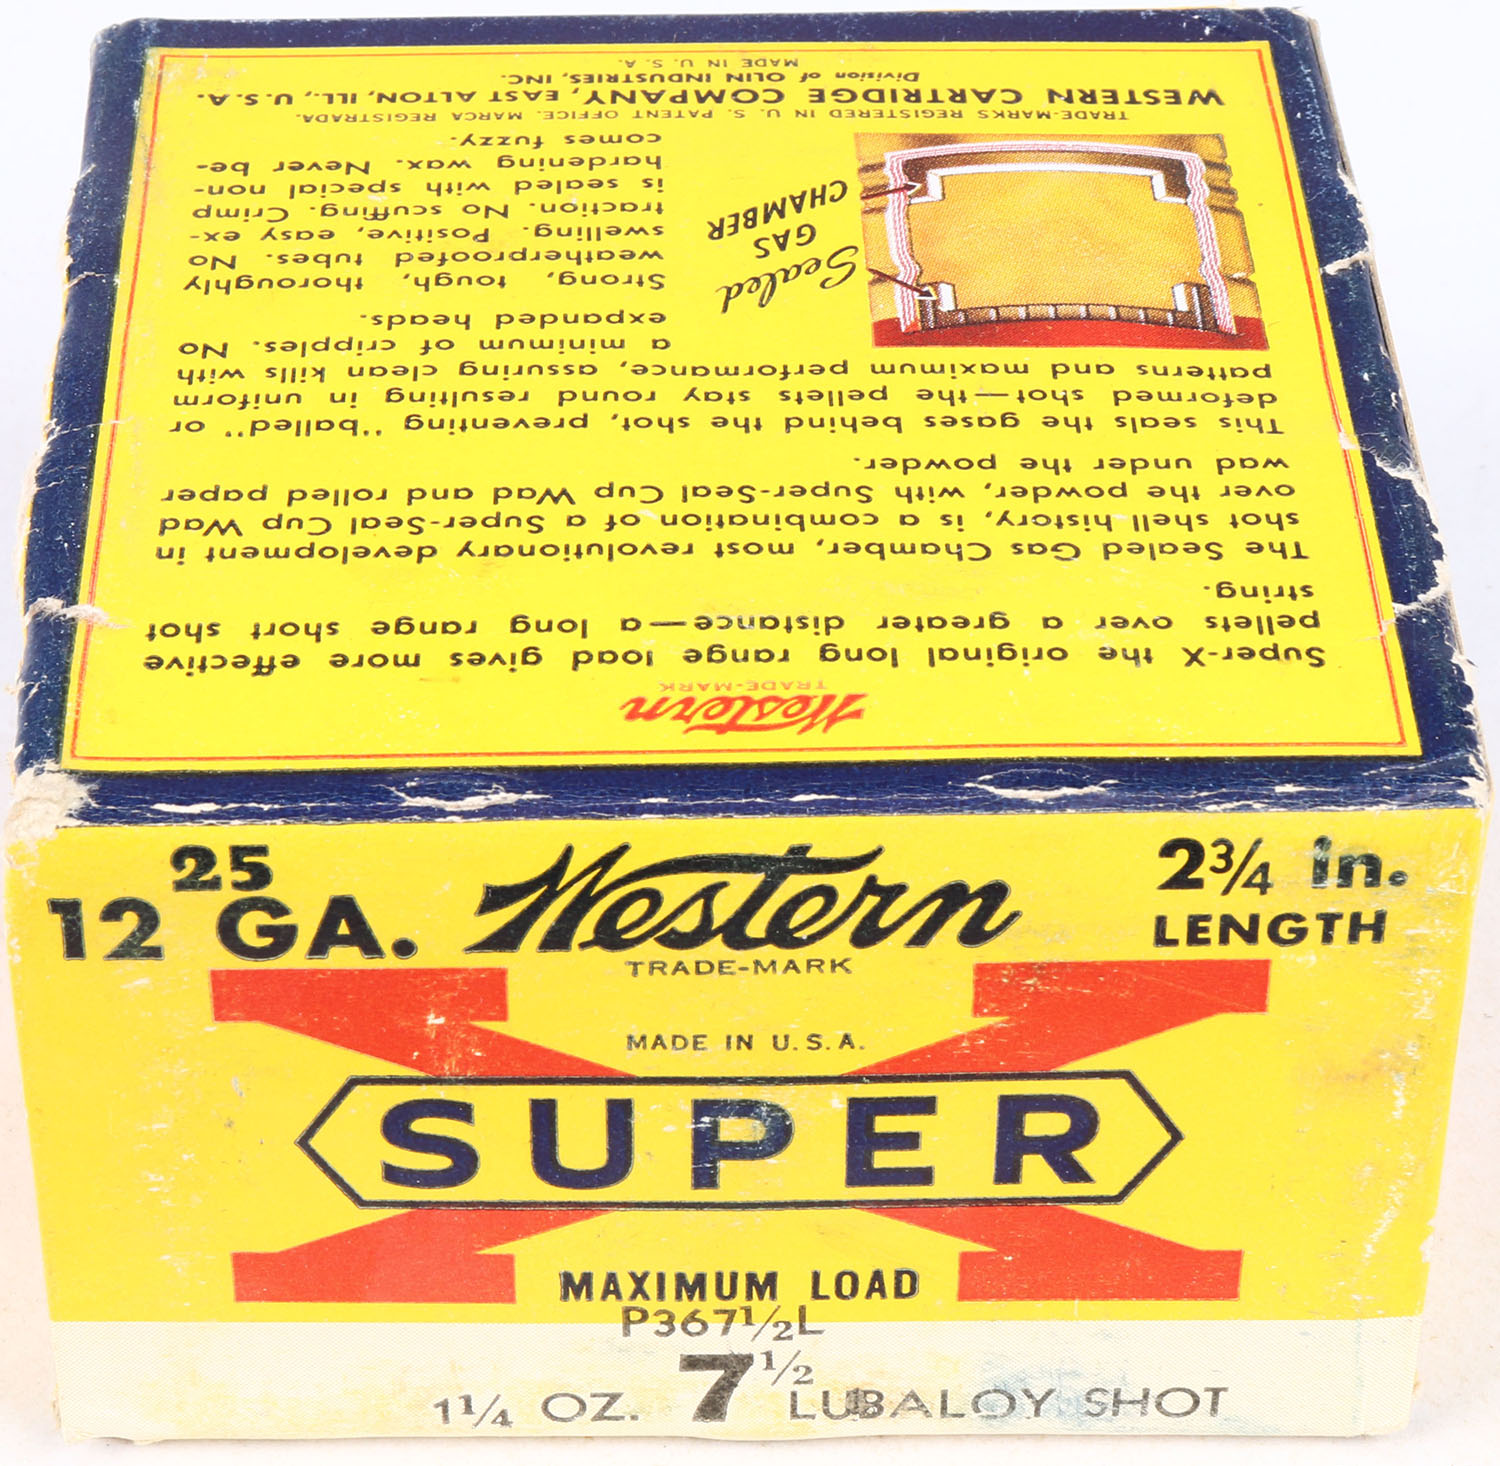 Western
TRADE-MARK
Super-X the original long range load gives more effective
pellets over a greater distance—a long range short shot
string.
The Sealed Gas Chamber, most revolutionary development in
shot shell history, is a combination of a Super-Seal Cup Wad
over the powder, with Super-Seal Cup Wad and rolled paper
wad under the powder.
This seals the gases behind the shot, preventing "balled" or
deformed shot—the pellets stay round resulting in uniform
patterns and maximum performance, assuring clean kills with
a minimum of cripples. No
expanded heads.
Strong, tough, thoroughly
weatherproofed tubes. No
swelling. Positive, easy ex-
traction. No scuffing. Crimp
is sealed with special non-
hardening wax. Never be-
comes fuzzy.
Sealed
GAS
CHAMBER
TRADE-MARKS REGISTERED IN U. S. PATENT OFFICE. MARCA REGISTRADA.
WESTERN CARTRIDGE COMPANY, EAST ALTON, ILL., U.S.A.
Division of OLIN INDUSTRIES, INC.
MADE IN U. S. A.
25
12 GA.
Western
TRADE-MARK
2 3/4 in.
LENGTH
MADE IN U.S.A.
X
SUPER
MAXIMUM LOAD
P367 1/2L
1 1/4 OZ. 7 1/2 LUBALOY SHOT